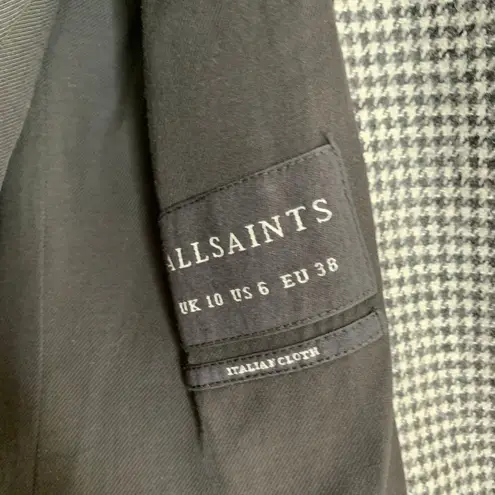 ALLSAINTS
UK 10 US 6 EU 38
ITALIAN CLOTH